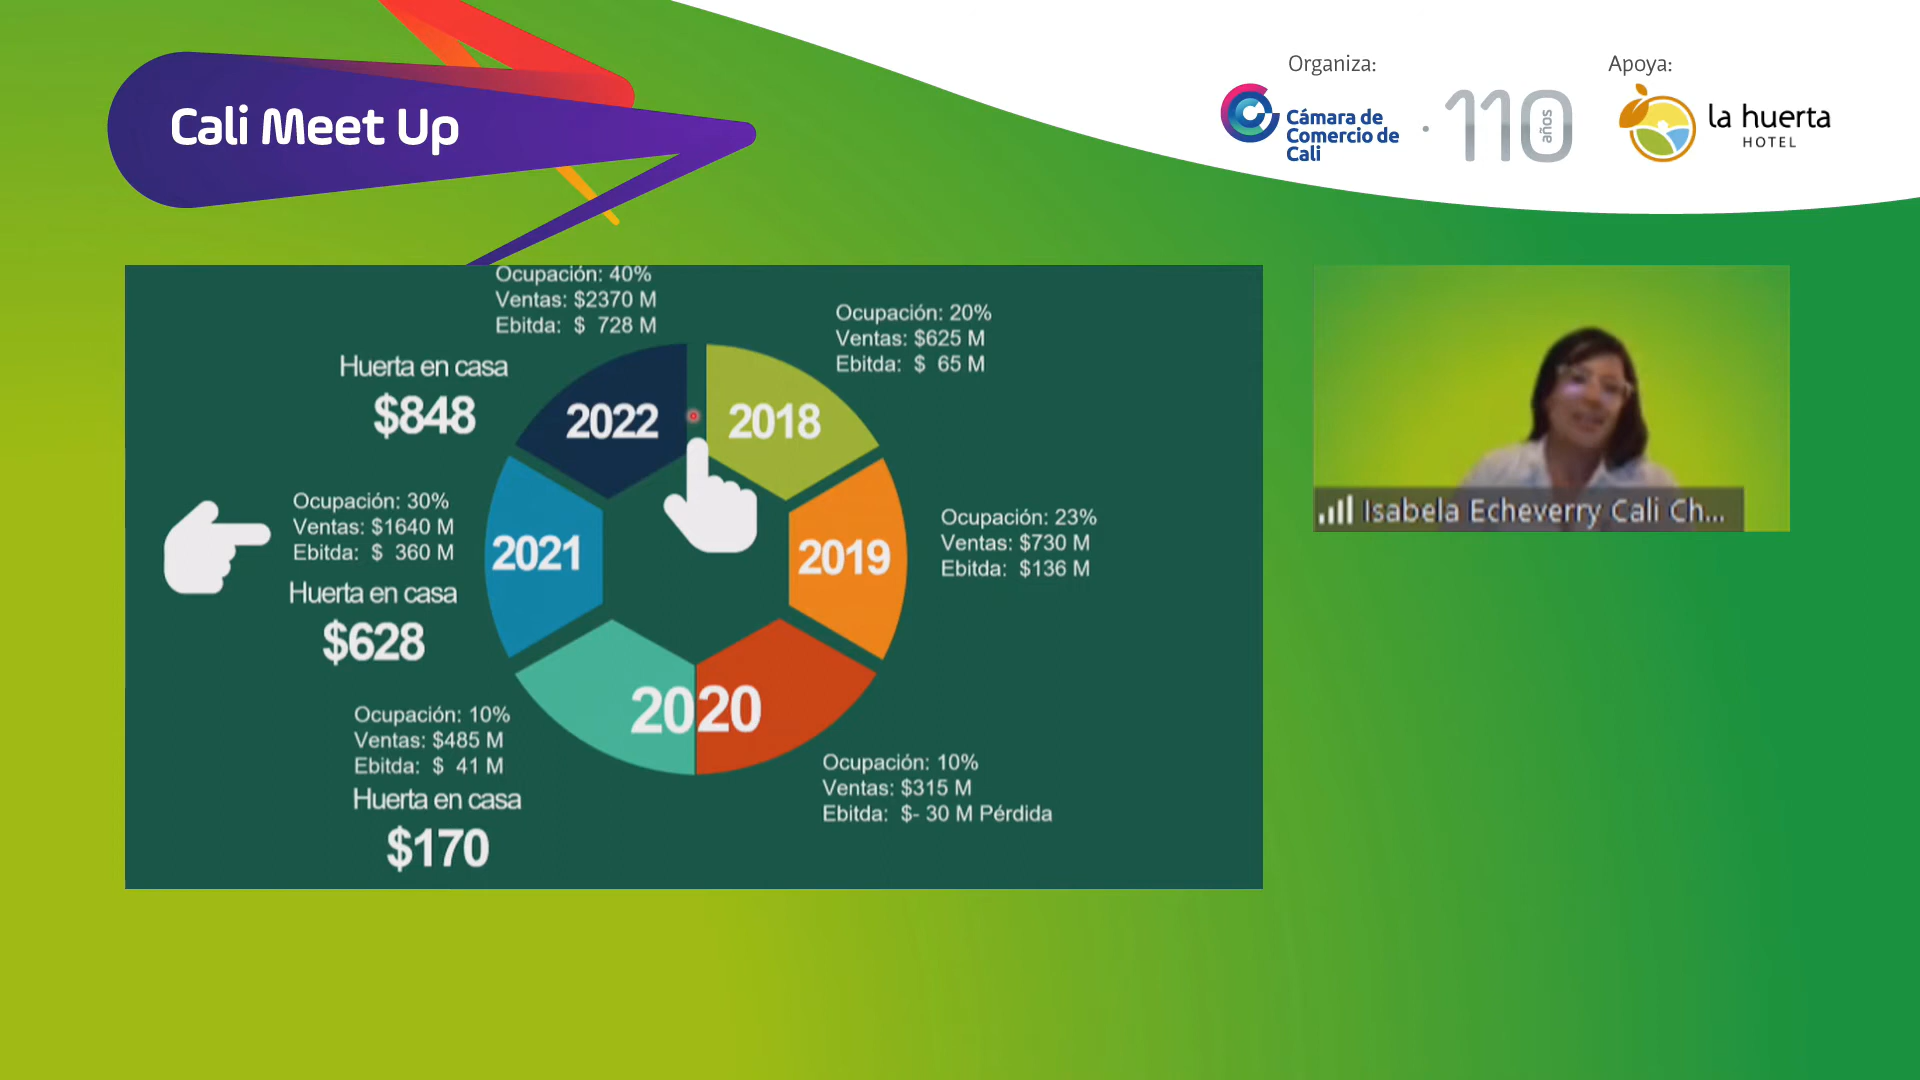 Cali Meet Up
Organiza:
Cámara de
Comercio de
Cali
110
años
Apoya:
la huerta
HOTEL
Ocupación: 40%
Ventas: $2370 M
Ebitda: $ 728 M
Huerta en casa
$848
2022
Ocupación: 20%
Ventas: $625 M
Ebitda: $ 65 M
2018
Ocupación: 30%
Ventas: $1640 M
Ebitda: $ 360 M
Huerta en casa
$628
2021
Ocupación: 23%
Ventas: $730 M
Ebitda: $136 M
2019
Ocupación: 10%
Ventas: $485 M
Ebitda: $ 41 M
Huerta en casa
$170
2020
Ocupación: 10%
Ventas: $315 M
Ebitda: $- 30 M Pérdida
Isabela Echeverry Cali Ch...